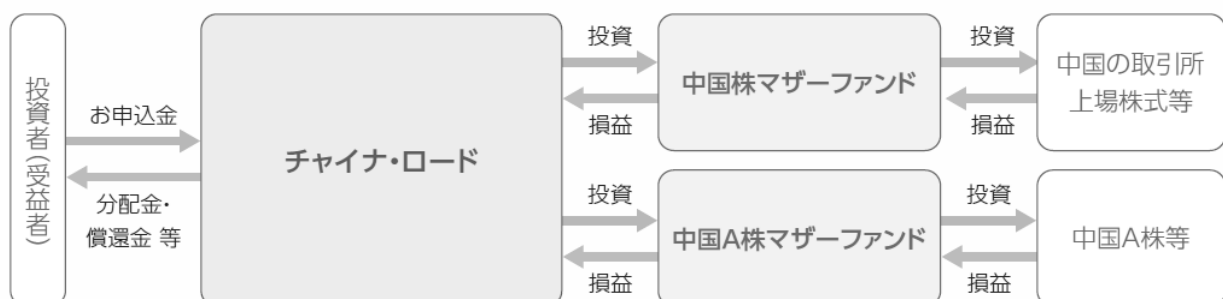 投資者(受益者)
お申込金
分配金・
償還金 等
チャイナ・ロード
投資
損益
中国株マザーファンド
投資
損益
中国の取引所
上場株式等
投資
損益
中国A株マザーファンド
投資
損益
中国A株等